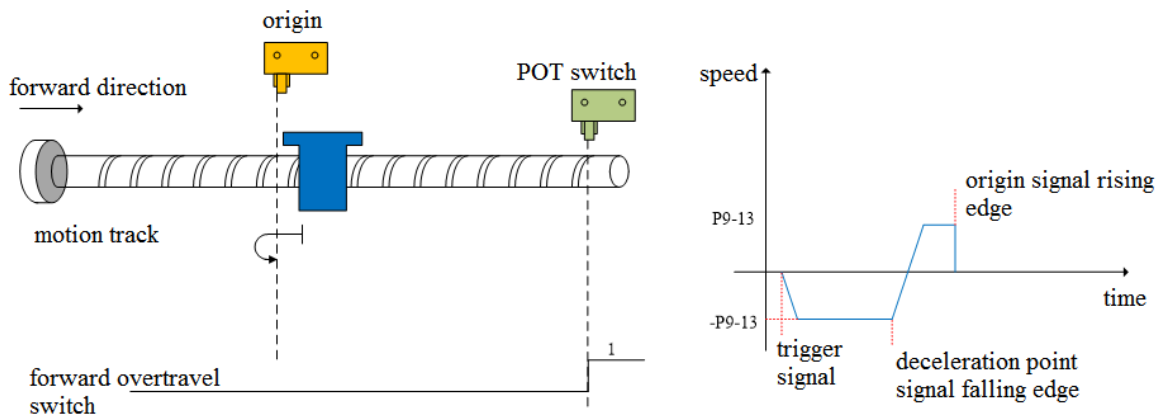 origin
POT switch
forward direction
motion track
1
forward overtravel
switch
speed
origin signal rising
edge
P9-13
time
-P9-13
trigger
signal
deceleration point
signal falling edge